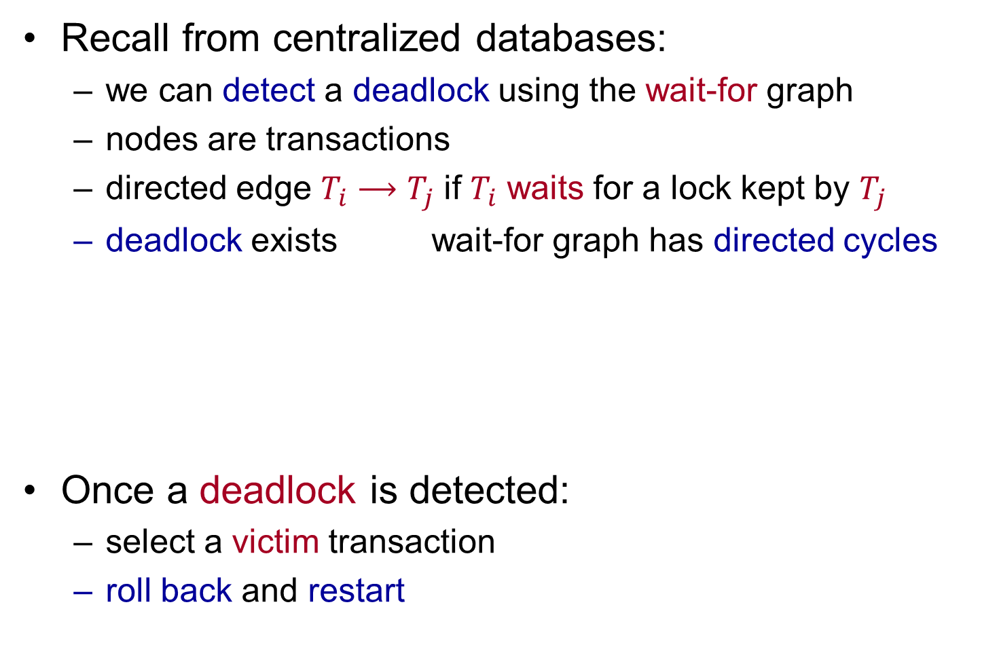 • Recall from centralized databases:
– we can detect a deadlock using the wait-for graph
– nodes are transactions
– directed edge T_i ⟶ T_j if T_i waits for a lock kept by T_j
– deadlock exists wait-for graph has directed cycles
• Once a deadlock is detected:
– select a victim transaction
– roll back and restart